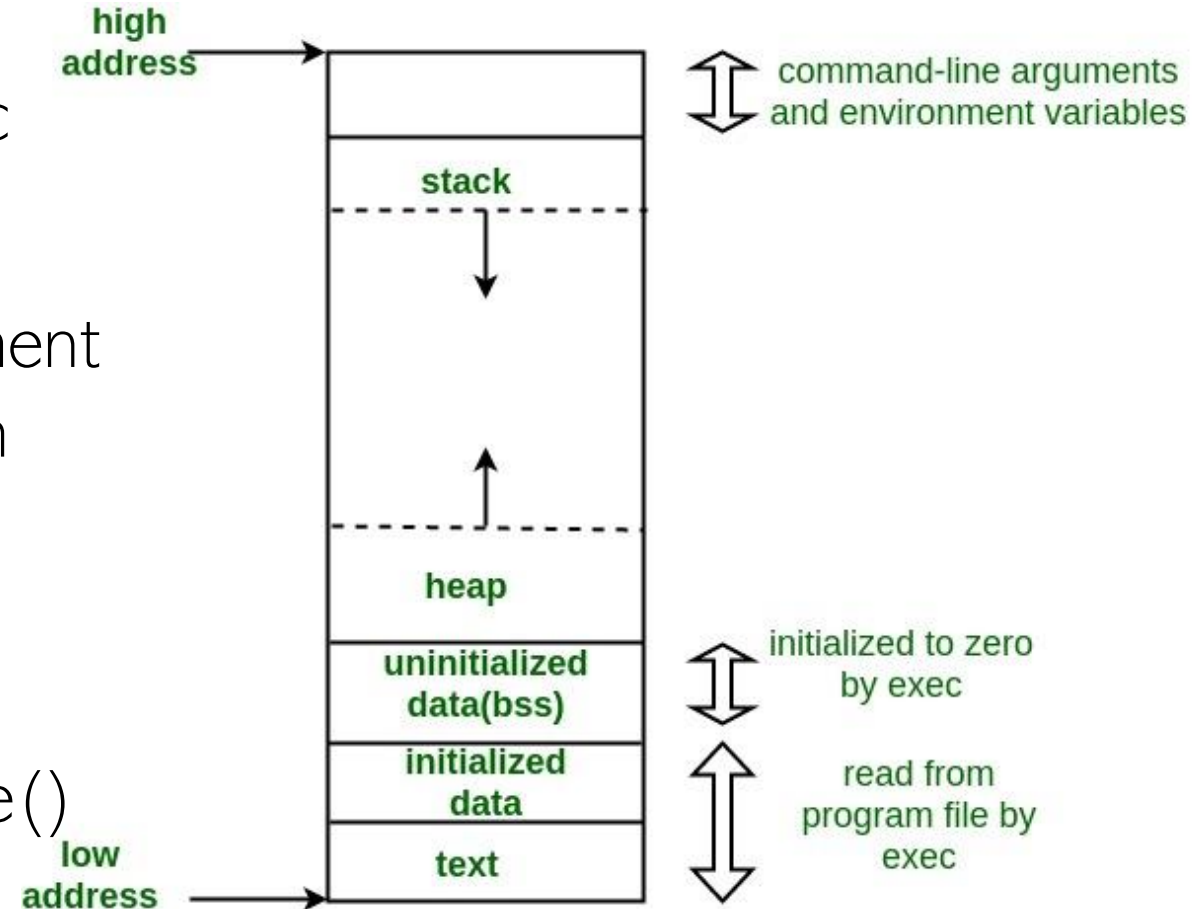 high
address
command-line arguments
and environment variables
c
stack
nent
n
heap
initialized to zero
by exec
uninitialized
data(bss)
initialized
data
read from
program file by
exec
e()
low
address
text